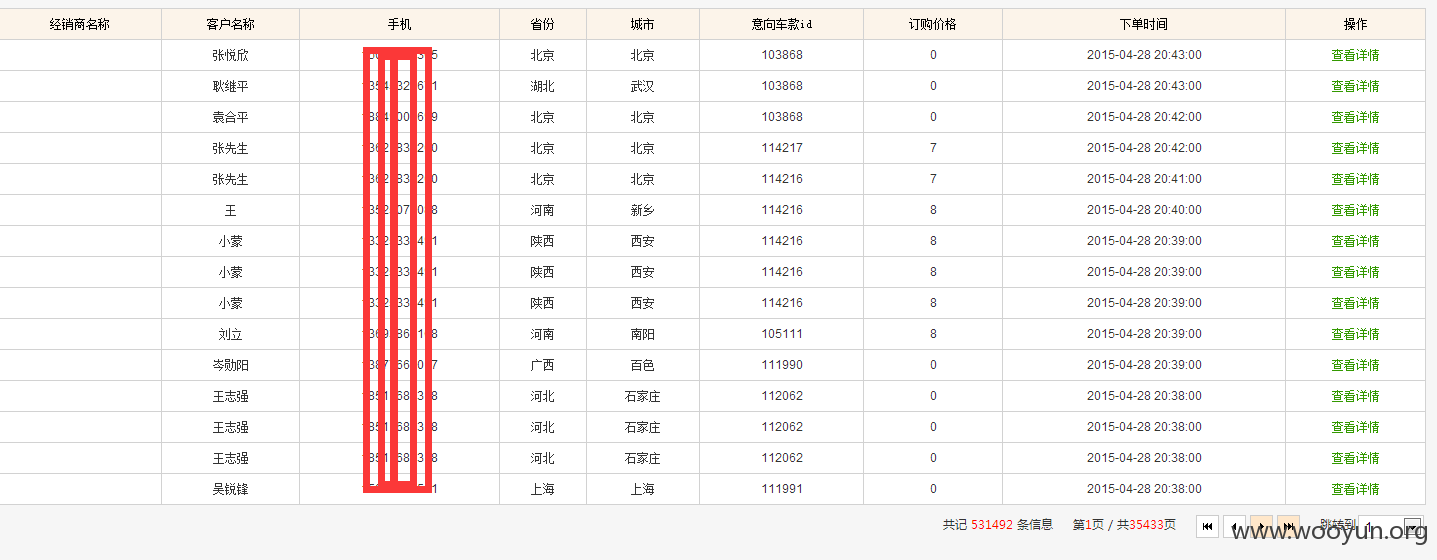 经销商名称 客户名称 手机 省份 城市 意向车款id 订购价格 下单时间 操作
张悦欣 北京 北京 103868 0 2015-04-28 20:43:00 查看详情
耿继平 湖北 武汉 103868 0 2015-04-28 20:43:00 查看详情
袁合平 北京 北京 103868 0 2015-04-28 20:42:00 查看详情
张先生 北京 北京 114217 7 2015-04-28 20:42:00 查看详情
张先生 北京 北京 114216 7 2015-04-28 20:41:00 查看详情
王 河南 新乡 114216 8 2015-04-28 20:40:00 查看详情
小蒙 陕西 西安 114216 8 2015-04-28 20:39:00 查看详情
小蒙 陕西 西安 114216 8 2015-04-28 20:39:00 查看详情
小蒙 陕西 西安 114216 8 2015-04-28 20:39:00 查看详情
刘立 河南 南阳 105111 8 2015-04-28 20:39:00 查看详情
岑勋阳 广西 百色 111990 0 2015-04-28 20:39:00 查看详情
王志强 河北 石家庄 112062 0 2015-04-28 20:38:00 查看详情
王志强 河北 石家庄 112062 0 2015-04-28 20:38:00 查看详情
王志强 河北 石家庄 112062 0 2015-04-28 20:38:00 查看详情
吴锐锋 上海 上海 111991 0 2015-04-28 20:38:00 查看详情
共记 531492 条信息 第1页 / 共35433页 跳转到 1
www.wooyun.org